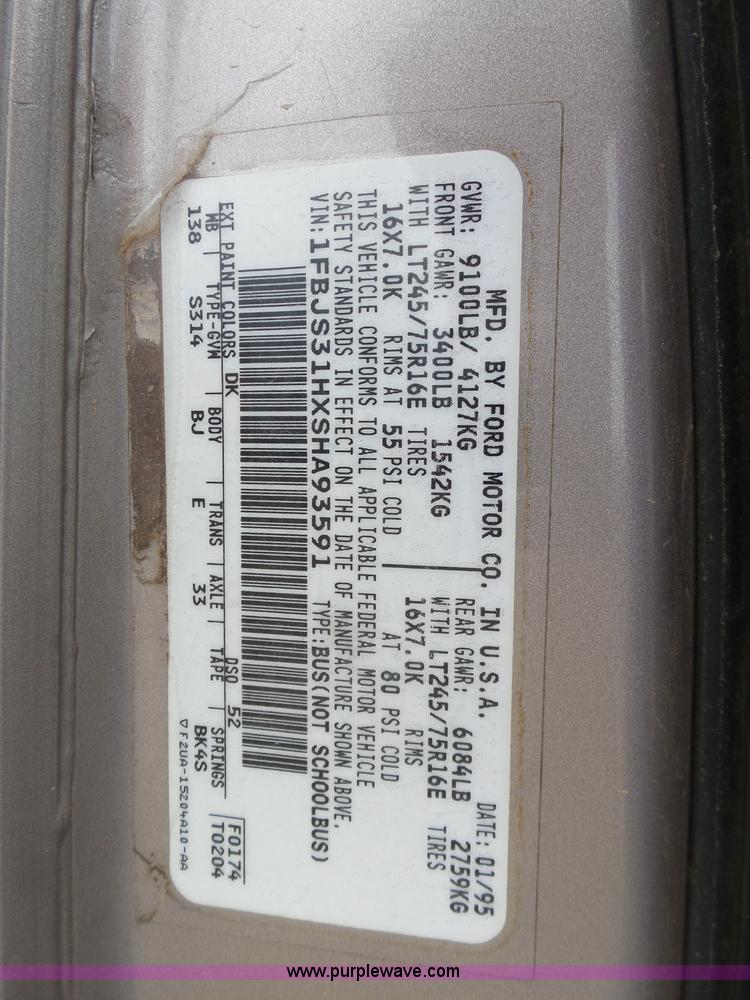 MFD. BY FORD MOTOR CO. IN U.S.A.
DATE: 01/95
GVWR: 9100LB/ 4127KG
FRONT GAWR: 3400LB 1542KG
WITH LT245/75R16E TIRES
16X7.0K RIMS AT 55 PSI COLD
REAR GAWR: 6084LB 2759KG
WITH LT245/75R16E TIRES
16X7.0K RIMS
AT 80 PSI COLD
THIS VEHICLE CONFORMS TO ALL APPLICABLE FEDERAL MOTOR VEHICLE
SAFETY STANDARDS IN EFFECT ON THE DATE OF MANUFACTURE SHOWN ABOVE.
VIN: 1FBJS31HXSHA93591 TYPE: BUS(NOT SCHOOLBUS)
EXT PAINT COLORS DK DSO 52
WB TYPE-GVM BODY TRANS AXLE TAPE SPRINGS
138 S314 BJ E 33 BK4S
F0174
T0204
▽F2UA-15204A10-AA
www.purplewave.com